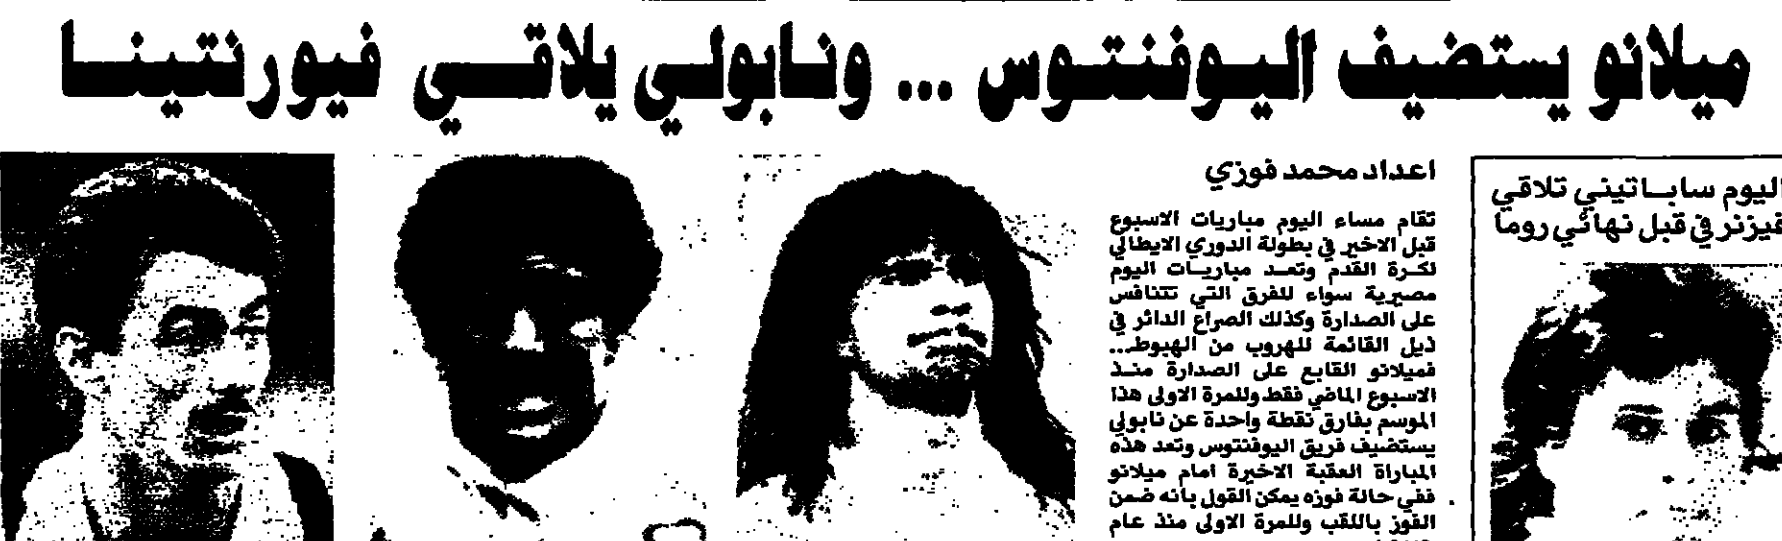 ميلانو يستضيف اليوفنتوس ... ونابولي يلاقي فيورنتينا
اليوم ساباتيني تلاقي
فيزنر في قبل نهائي روما
اعداد محمد فوزي
تقام مساء اليوم مباريات الاسبوع
قبل الاخير في بطولة الدوري الايطالي
لكرة القدم وتعد مباريات اليوم
مصيرية سواء للفرق التي تتنافس
على الصدارة وكذلك الصراع الدائر في
ذيل القائمة للهروب من الهبوط...
فميلانو القابع على الصدارة منذ
الاسبوع الماضي فقط وللمرة الاولى هذا
الموسم بفارق نقطة واحدة عن نابولي
يستضيف فريق اليوفنتوس وتعد هذه
المباراة العقبة الاخيرة امام ميلانو
ففي حالة فوزه يمكن القول بانه ضمن
الفوز باللقب وللمرة الاولى منذ عام